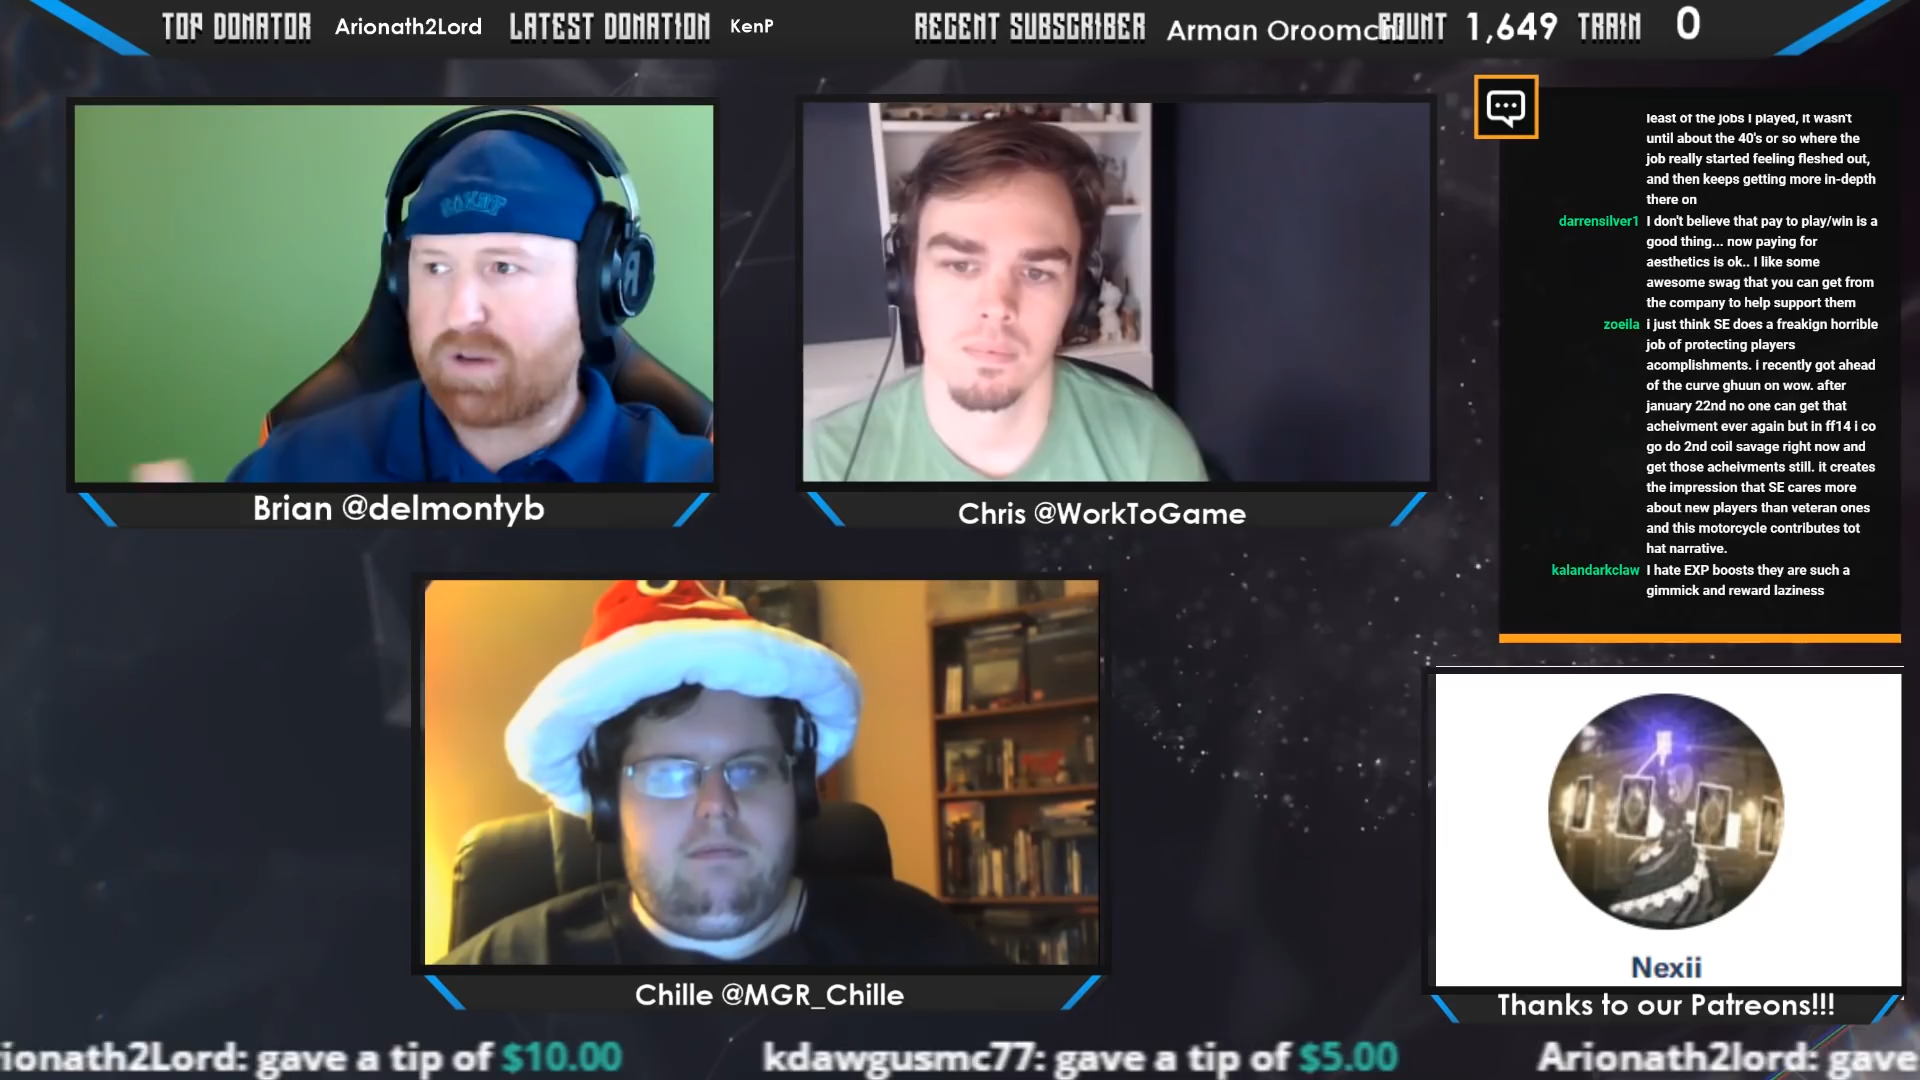 TOP DONATOR Arionath2Lord LATEST DONATION KenP RECENT SUBSCRIBER Arman Oroomchi COUNT 1,649 TRAIN 0
Brian @delmontyb
Chris @WorkToGame
Chille @MGR_Chille
least of the jobs I played, it wasn't
until about the 40's or so where the
job really started feeling fleshed out,
and then keeps getting more in-depth
there on
darrensilver1 I don't believe that pay to play/win is a
good thing... now paying for
aesthetics is ok.. I like some
awesome swag that you can get from
the company to help support them
zoeila i just think SE does a freakign horrible
job of protecting players
acomplishments. i recently got ahead
of the curve ghuun on wow. after
january 22nd no one can get that
acheivment ever again but in ff14 i co
go do 2nd coil savage right now and
get those acheivments still. it creates
the impression that SE cares more
about new players than veteran ones
and this motorcycle contributes tot
hat narrative.
kalandarkclaw I hate EXP boosts they are such a
gimmick and reward laziness
Nexii
Thanks to our Patreons!!!
rionath2Lord: gave a tip of $10.00 kdawgusmc77: gave a tip of $5.00 Arionath2lord: gave